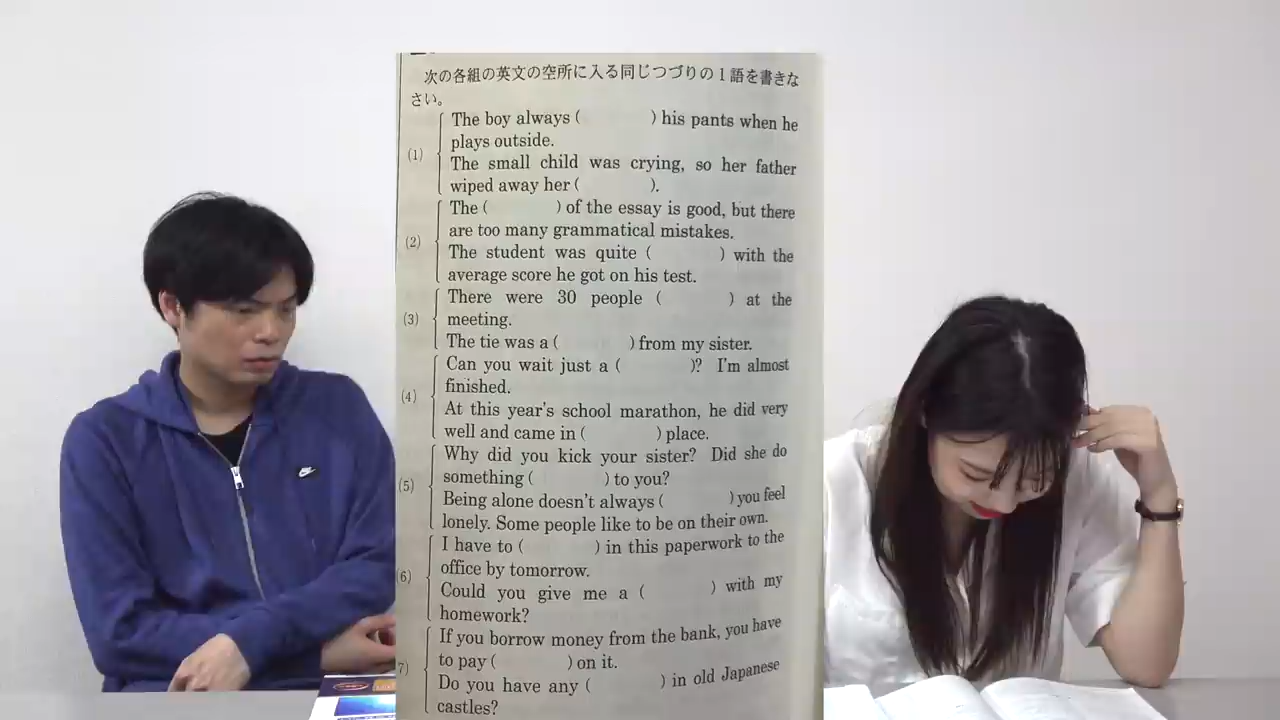 次の各組の英文の空所に入る同じつづりの1語を書きな
さい。
(1)
The boy always ( ) his pants when he
plays outside.
The small child was crying, so her father
wiped away her ( ).
(2)
The ( ) of the essay is good, but there
are too many grammatical mistakes.
The student was quite ( ) with the
average score he got on his test.
(3)
There were 30 people ( ) at the
meeting.
The tie was a ( ) from my sister.
(4)
Can you wait just a ( )? I'm almost
finished.
At this year's school marathon, he did very
well and came in ( ) place.
(5)
Why did you kick your sister? Did she do
something ( ) to you?
Being alone doesn't always ( ) you feel
lonely. Some people like to be on their own.
(6)
I have to ( ) in this paperwork to the
office by tomorrow.
Could you give me a ( ) with my
homework?
7)
If you borrow money from the bank, you have
to pay ( ) on it.
Do you have any ( ) in old Japanese
castles?